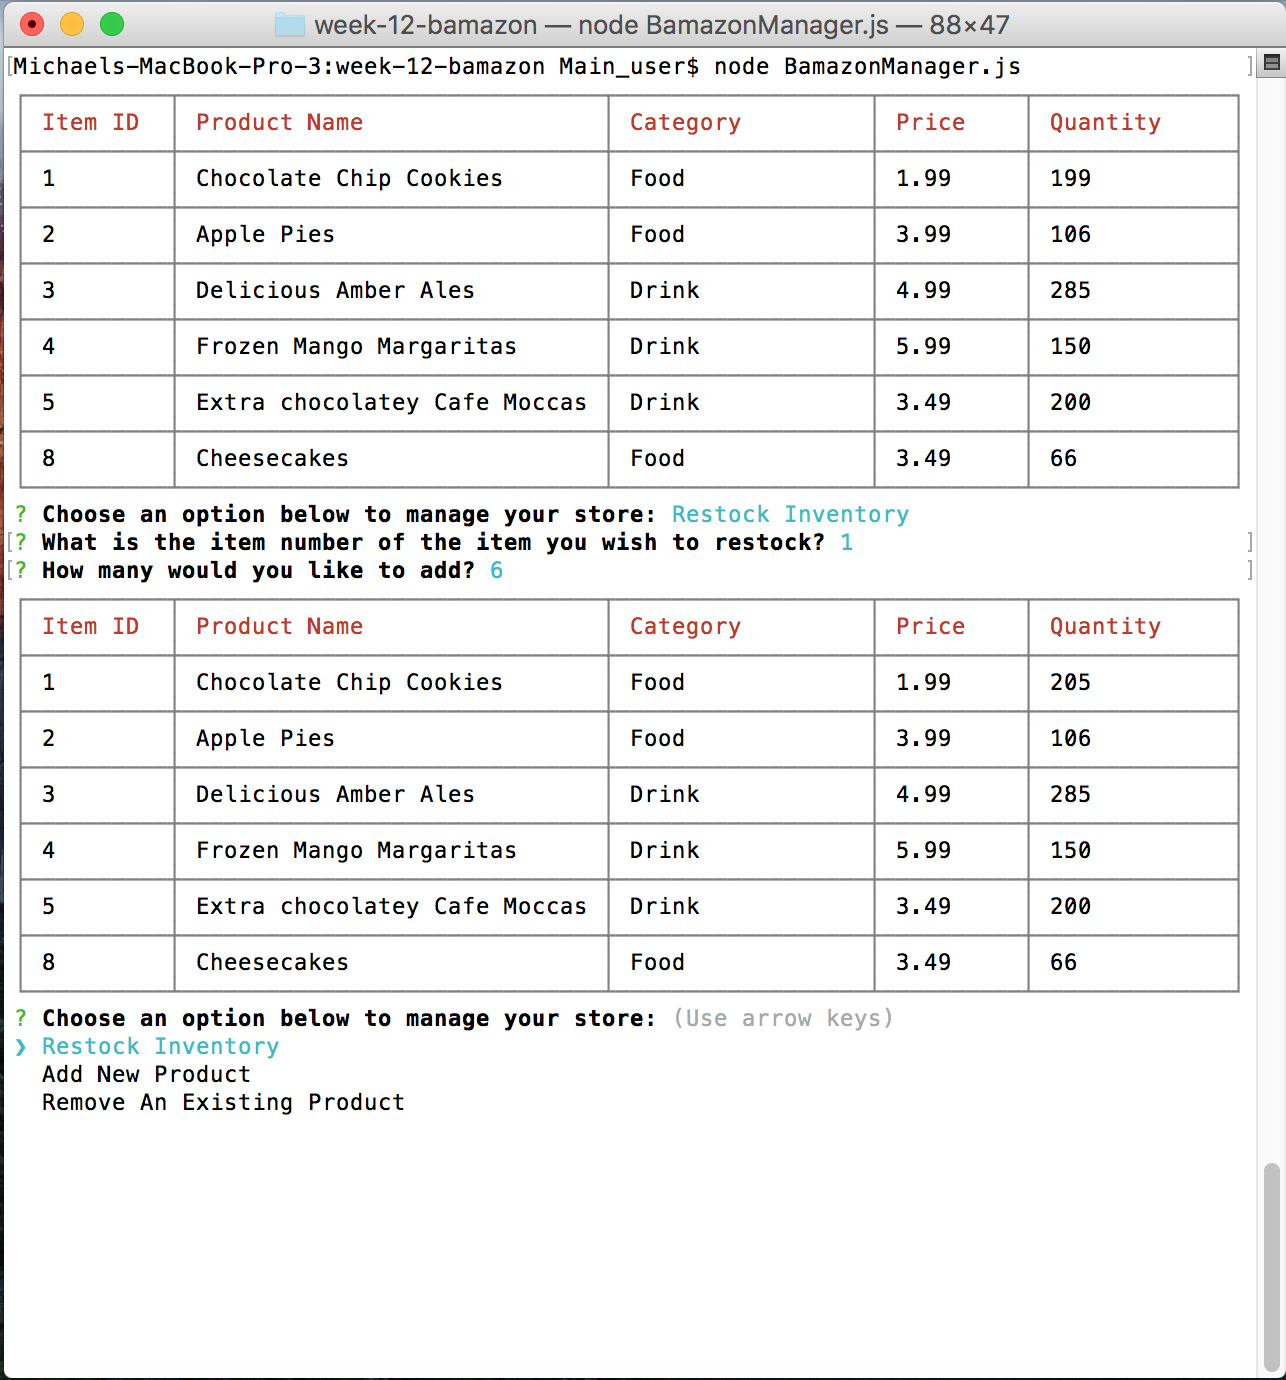 week-12-bamazon — node BamazonManager.js — 88×47
[Michaels-MacBook-Pro-3:week-12-bamazon Main_user$ node BamazonManager.js ]
Item ID Product Name Category Price Quantity
1 Chocolate Chip Cookies Food 1.99 199
2 Apple Pies Food 3.99 106
3 Delicious Amber Ales Drink 4.99 285
4 Frozen Mango Margaritas Drink 5.99 150
5 Extra chocolatey Cafe Moccas Drink 3.49 200
8 Cheesecakes Food 3.49 66
? Choose an option below to manage your store: Restock Inventory
[? What is the item number of the item you wish to restock? 1 ]
[? How many would you like to add? 6 ]
Item ID Product Name Category Price Quantity
1 Chocolate Chip Cookies Food 1.99 205
2 Apple Pies Food 3.99 106
3 Delicious Amber Ales Drink 4.99 285
4 Frozen Mango Margaritas Drink 5.99 150
5 Extra chocolatey Cafe Moccas Drink 3.49 200
8 Cheesecakes Food 3.49 66
? Choose an option below to manage your store: (Use arrow keys)
❯ Restock Inventory
Add New Product
Remove An Existing Product